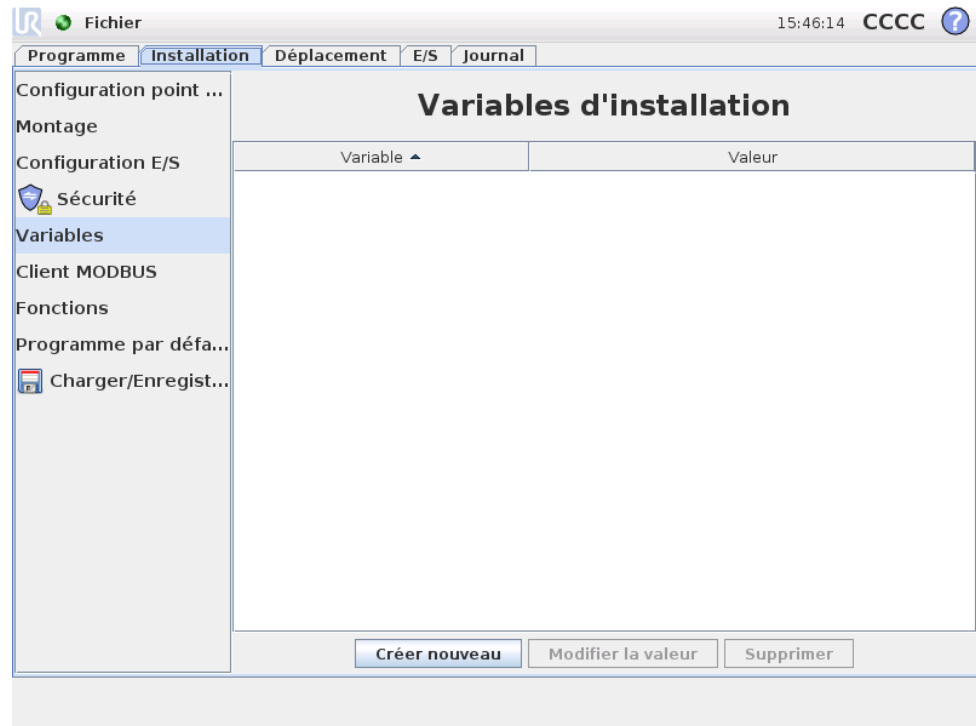 UR Fichier 15:46:14 CCCC ?
Programme Installation Déplacement E/S Journal
Configuration point ...
Montage
Configuration E/S
Sécurité
Variables
Client MODBUS
Fonctions
Programme par défa...
Charger/Enregist...
Variables d'installation
Variable Valeur
Créer nouveau Modifier la valeur Supprimer